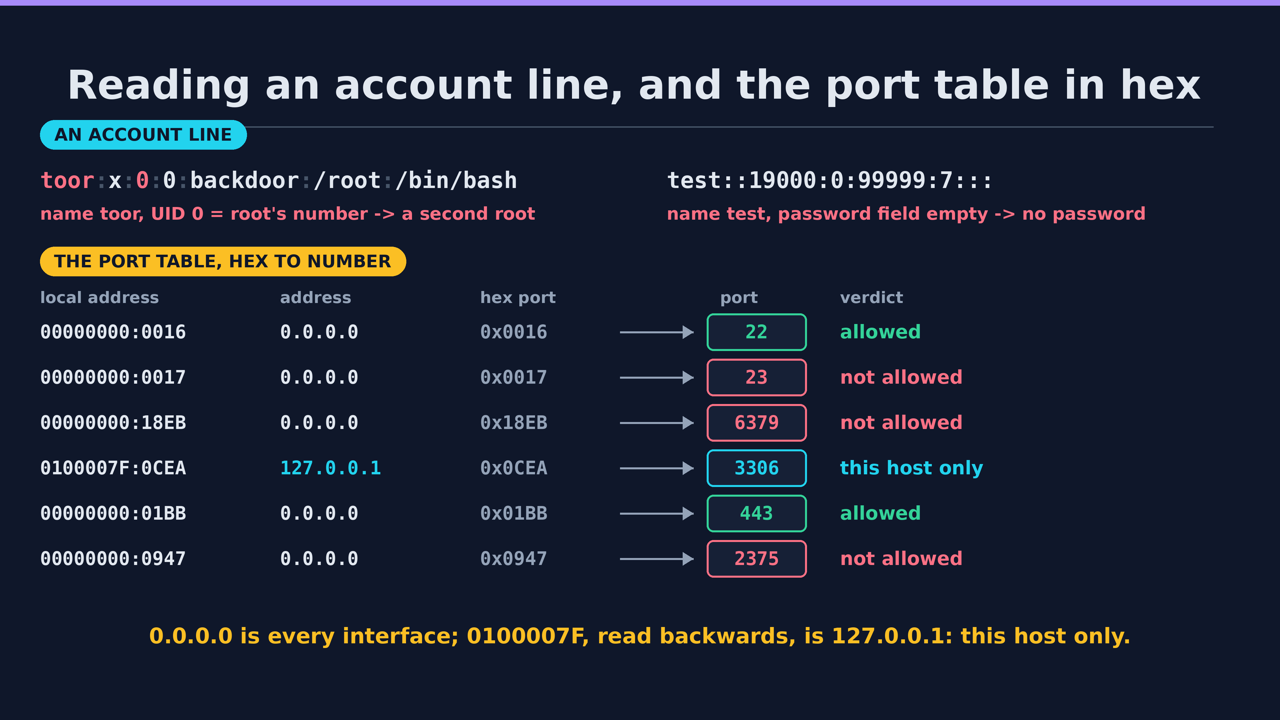 Reading an account line, and the port table in hex
AN ACCOUNT LINE
toor:x:0:0:backdoor:/root:/bin/bash
test::19000:0:99999:7:::
name toor, UID 0 = root's number -> a second root
name test, password field empty -> no password
THE PORT TABLE, HEX TO NUMBER
local address address hex port port verdict
00000000:0016 0.0.0.0 0x0016 22 allowed
00000000:0017 0.0.0.0 0x0017 23 not allowed
00000000:18EB 0.0.0.0 0x18EB 6379 not allowed
0100007F:0CEA 127.0.0.1 0x0CEA 3306 this host only
00000000:01BB 0.0.0.0 0x01BB 443 allowed
00000000:0947 0.0.0.0 0x0947 2375 not allowed
0.0.0.0 is every interface; 0100007F, read backwards, is 127.0.0.1: this host only.